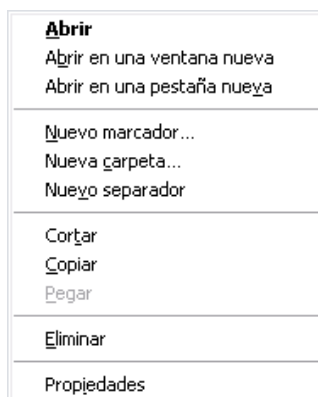 Abrir
Abrir en una ventana nueva
Abrir en una pestaña nueva
Nuevo marcador...
Nueva carpeta...
Nuevo separador
Cortar
Copiar
Pegar
Eliminar
Propiedades